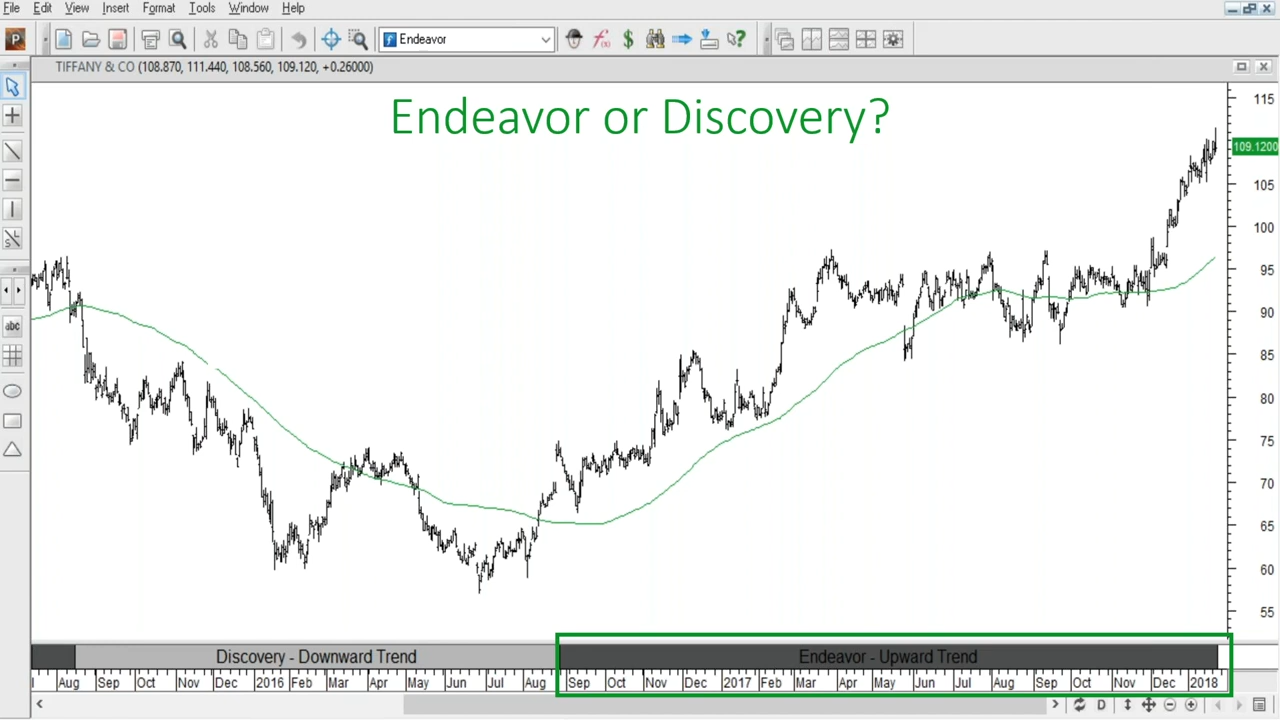 File Edit View Insert Format Tools Window Help
P Endeavor
TIFFANY & CO (108.870, 111.440, 108.560, 109.120, +0.26000)
Endeavor or Discovery?
115
109.1200
105
100
95
90
85
80
75
70
65
60
55
abc
Discovery - Downward Trend Endeavor - Upward Trend
Aug Sep Oct Nov Dec 2016 Feb Mar Apr May Jun Jul Aug Sep Oct Nov Dec 2017 Feb Mar Apr May Jun Jul Aug Sep Oct Nov Dec 2018
D